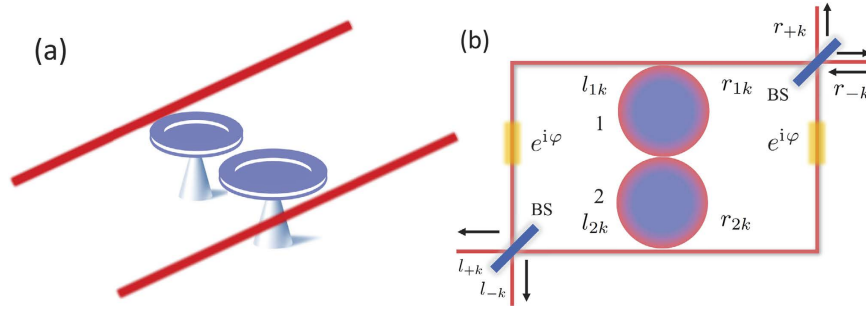 (a)
(b)
r_{+k}
l_{1k}
r_{1k}
BS
r_{-k}
1
e^{iφ}
e^{iφ}
2
BS
l_{2k}
r_{2k}
l_{+k}
l_{-k}